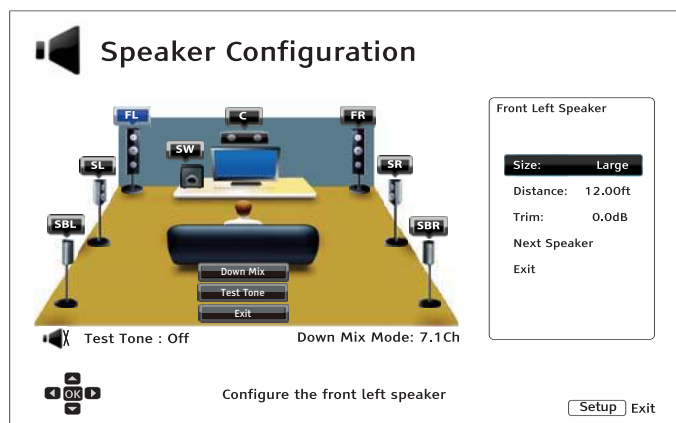 Speaker Configuration
FL
C
FR
SW
SL
SR
SBL
SBR
Down Mix
Test Tone
Exit
Test Tone : Off
Down Mix Mode: 7.1Ch
Front Left Speaker
Size: Large
Distance: 12.00ft
Trim: 0.0dB
Next Speaker
Exit
OK
Configure the front left speaker
Setup Exit